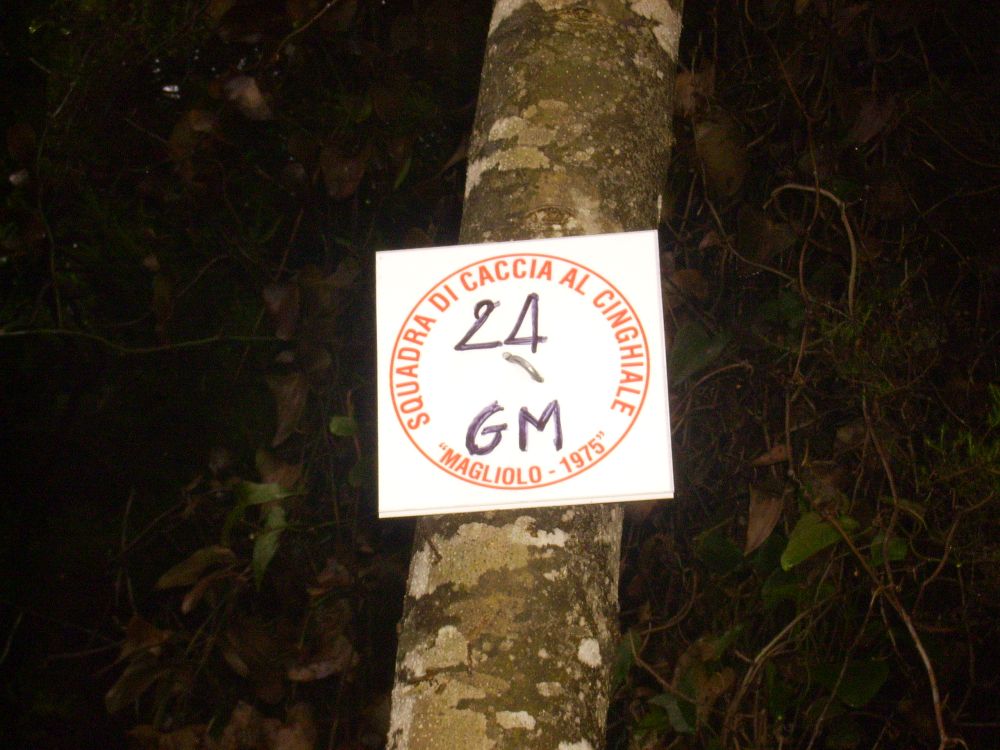 SQUADRA DI CACCIA AL CINGHIALE
24
GM
"MAGLIOLO - 1975"